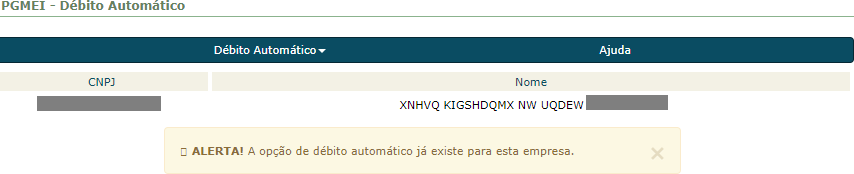 PGMEI - Débito Automático
Débito Automático Ajuda
CNPJ Nome
XNHVQ KIGSHDQMX NW UQDEW
ALERTA! A opção de débito automático já existe para esta empresa. ×